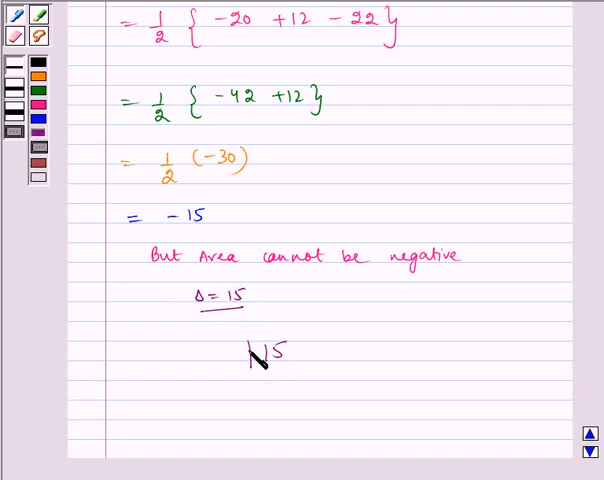 = 1/2 { -20 +12 - 22}
= 1/2 { -42 +12 }
= 1/2 (-30)
= -15
But Area cannot be negative
Δ = 15
|15